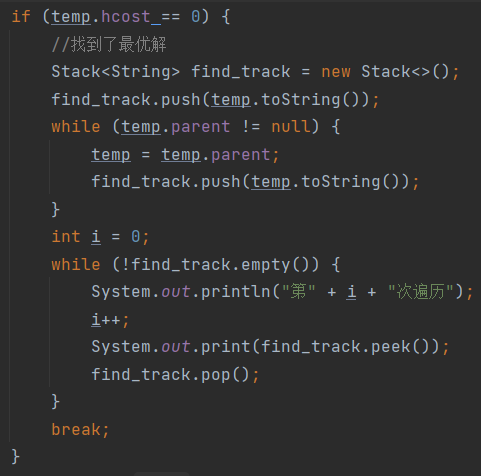 if (temp.hcost_== 0) {
//找到了最优解
Stack<String> find_track = new Stack<>();
find_track.push(temp.toString());
while (temp.parent != null) {
temp = temp.parent;
find_track.push(temp.toString());
}
int i = 0;
while (!find_track.empty()) {
System.out.println("第" + i + "次遍历");
i++;
System.out.print(find_track.peek());
find_track.pop();
}
break;
}